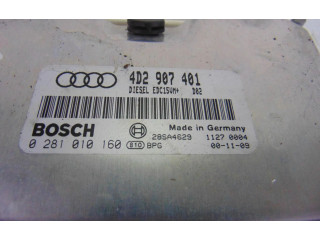 4D2 907 401
DIESEL EDC15VM+ D02
BOSCH
Made in Germany
28SA4629 1127 0004
0 281 010 160 BPG 00-11-09